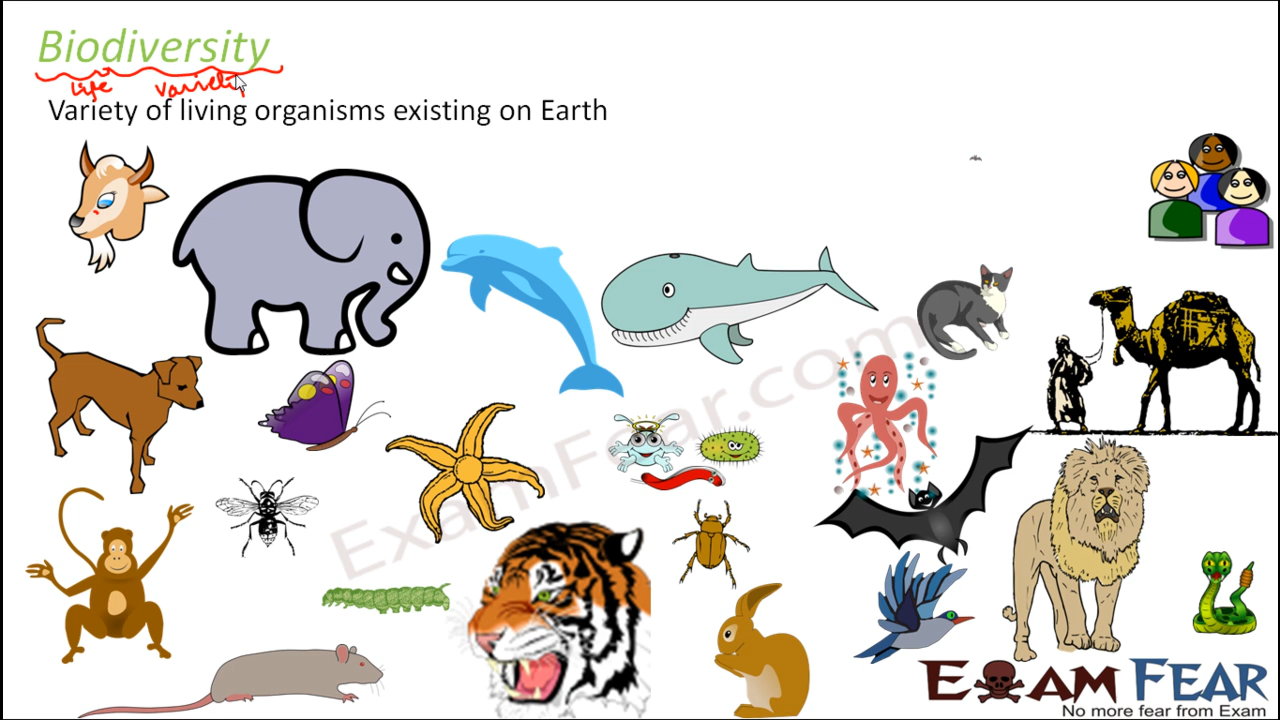 Biodiversity
life variety
Variety of living organisms existing on Earth
ExamFear.com
EXAM FEAR
No more fear from Exam